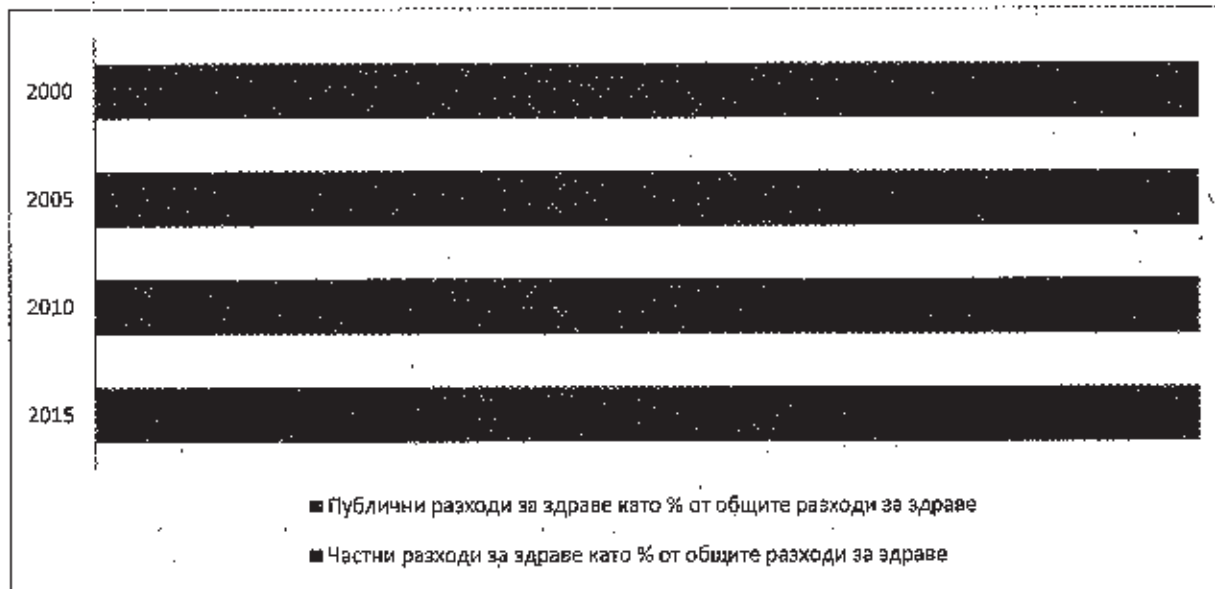 2000
2005
2010
2015
■ Публични разходи за здраве като % от общите разходи за здраве
■ Частни разходи за здраве като % от общите разходи за здраве